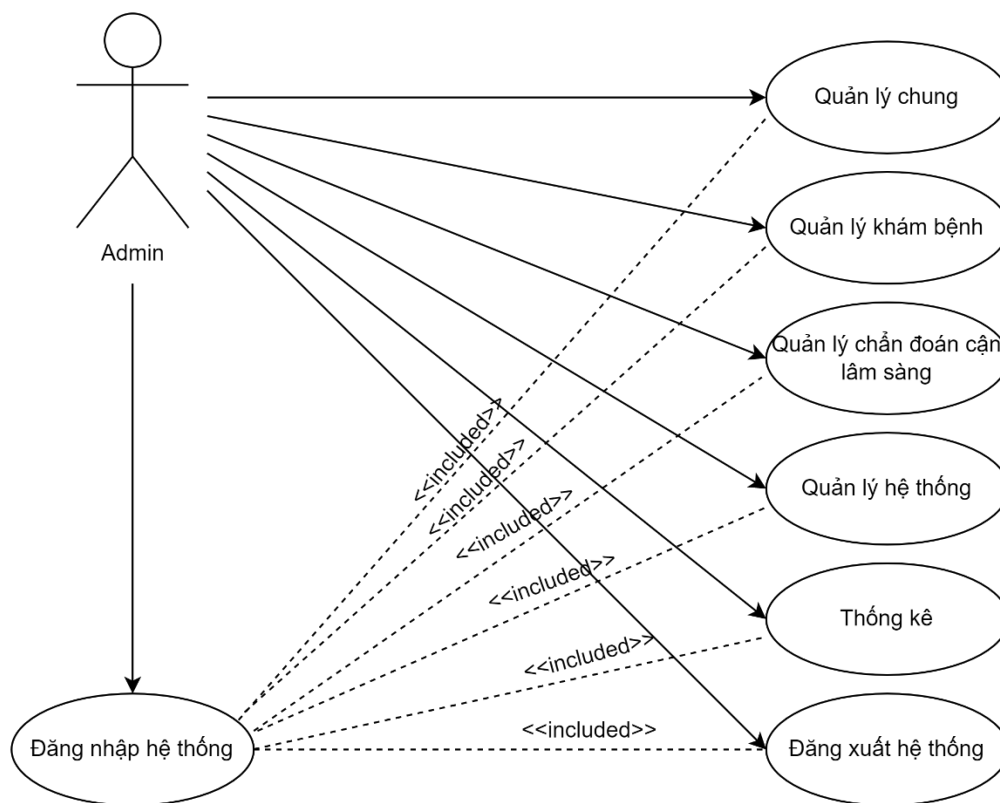 Quản lý chung
Quản lý khám bệnh
Admin
Quản lý chẩn đoán cận
lâm sàng
<<included>>
<<included>>
<<included>>
Quản lý hệ thống
<<included>>
Thống kê
<<included>>
<<included>>
Đăng nhập hệ thống
Đăng xuất hệ thống